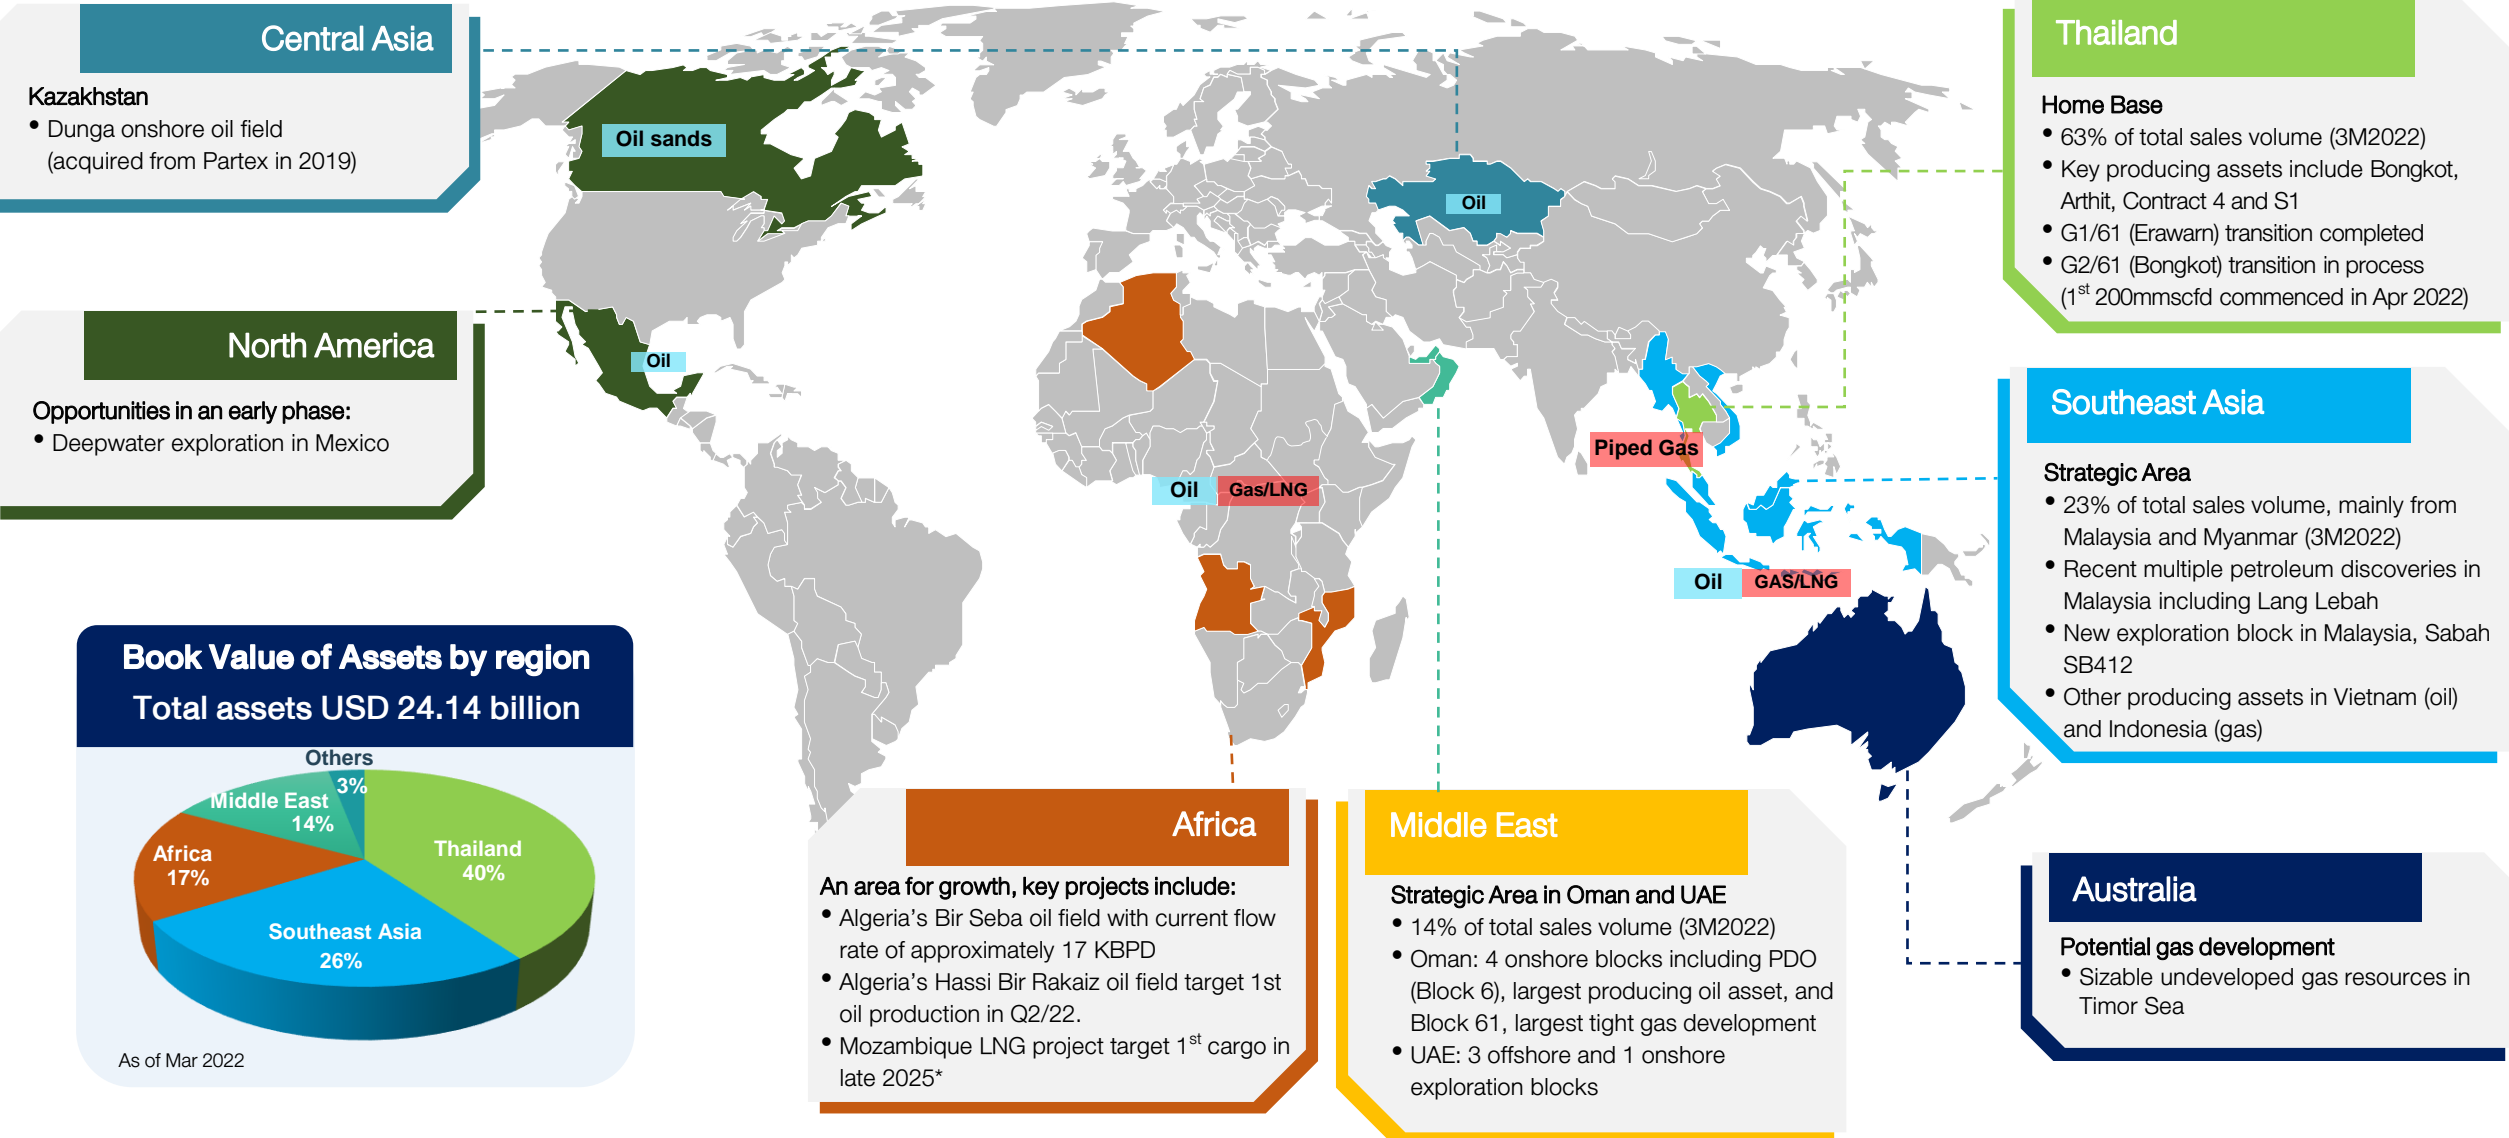 Central Asia
Kazakhstan
• Dunga onshore oil field
(acquired from Partex in 2019)
North America
Opportunities in an early phase:
• Deepwater exploration in Mexico
Oil sands
Oil
Oil
Oil
Gas/LNG
Piped Gas
Oil
GAS/LNG
Thailand
Home Base
• 63% of total sales volume (3M2022)
• Key producing assets include Bongkot,
Arthit, Contract 4 and S1
• G1/61 (Erawarn) transition completed
• G2/61 (Bongkot) transition in process
(1st 200mmscfd commenced in Apr 2022)
Southeast Asia
Strategic Area
• 23% of total sales volume, mainly from
Malaysia and Myanmar (3M2022)
• Recent multiple petroleum discoveries in
Malaysia including Lang Lebah
• New exploration block in Malaysia, Sabah
SB412
• Other producing assets in Vietnam (oil)
and Indonesia (gas)
Book Value of Assets by region
Total assets USD 24.14 billion
Others
3%
Middle East
14%
Africa
17%
Thailand
40%
Southeast Asia
26%
As of Mar 2022
Africa
An area for growth, key projects include:
• Algeria’s Bir Seba oil field with current flow
rate of approximately 17 KBPD
• Algeria’s Hassi Bir Rakaiz oil field target 1st
oil production in Q2/22.
• Mozambique LNG project target 1st cargo in
late 2025*
Middle East
Strategic Area in Oman and UAE
• 14% of total sales volume (3M2022)
• Oman: 4 onshore blocks including PDO
(Block 6), largest producing oil asset, and
Block 61, largest tight gas development
• UAE: 3 offshore and 1 onshore
exploration blocks
Australia
Potential gas development
• Sizable undeveloped gas resources in
Timor Sea